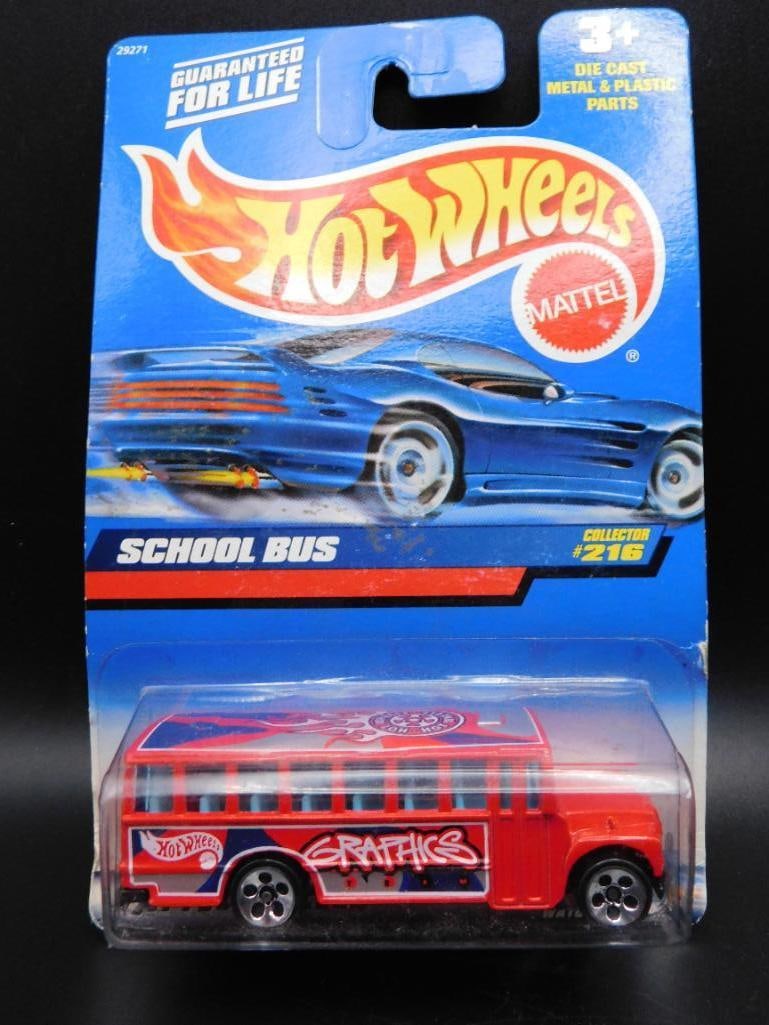 29271
GUARANTEED
FOR LIFE
3+
DIE CAST
METAL & PLASTIC
PARTS
HOT WHEELS
MATTEL
®
SCHOOL BUS
COLLECTOR
#216
HOT WHEELS
GRAPHICS